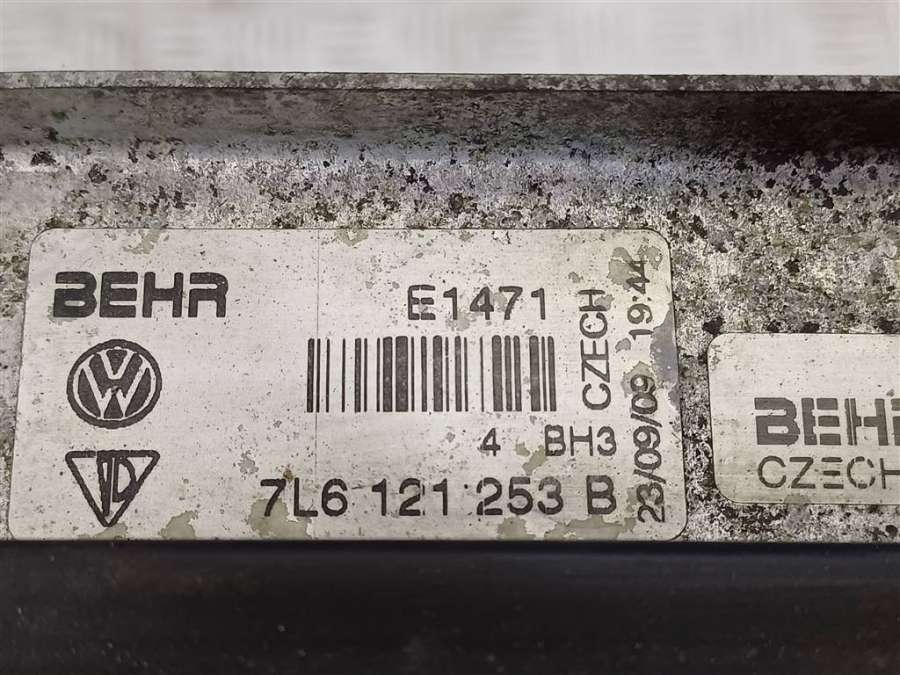 BEHR
E1471
CZECH
23/09/09 19:44
4 BH3
7L6 121 253 B
BEHR
CZECH